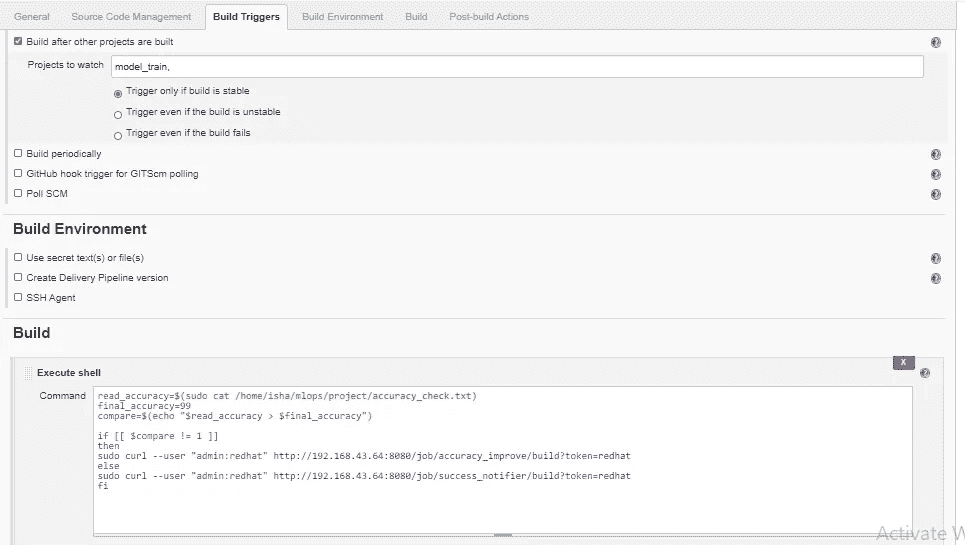 General Source Code Management Build Triggers Build Environment Build Post-build Actions
Build after other projects are built
Projects to watch model_train,
Trigger only if build is stable
Trigger even if the build is unstable
Trigger even if the build fails
Build periodically
GitHub hook trigger for GITScm polling
Poll SCM
Build Environment
Use secret text(s) or file(s)
Create Delivery Pipeline version
SSH Agent
Build
X
Execute shell
Command
read_accuracy=$(sudo cat /home/isha/mlops/project/accuracy_check.txt)
final_accuracy=99
compare=$(echo "$read_accuracy > $final_accuracy")
if [[ $compare != 1 ]]
then
sudo curl --user "admin:redhat" http://192.168.43.64:8080/job/accuracy_improve/build?token=redhat
else
sudo curl --user "admin:redhat" http://192.168.43.64:8080/job/success_notifier/build?token=redhat
fi
Activate W